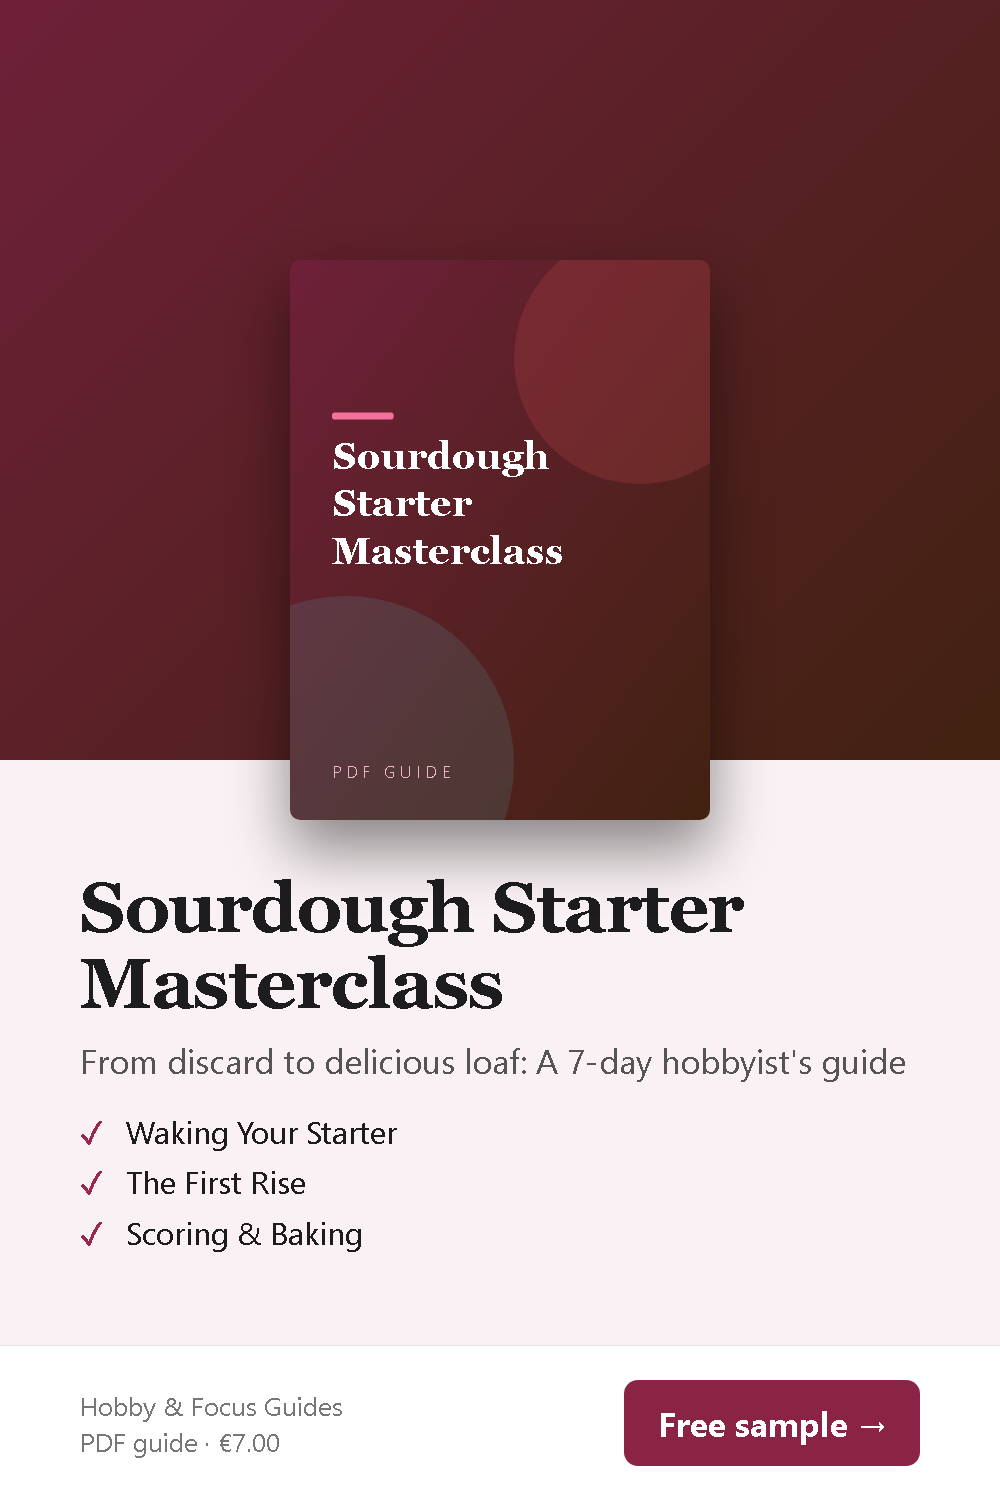 Sourdough
Starter
Masterclass
PDF GUIDE
Sourdough Starter
Masterclass
From discard to delicious loaf: A 7-day hobbyist's guide
✓ Waking Your Starter
✓ The First Rise
✓ Scoring & Baking
Hobby & Focus Guides
PDF guide · €7.00
Free sample →